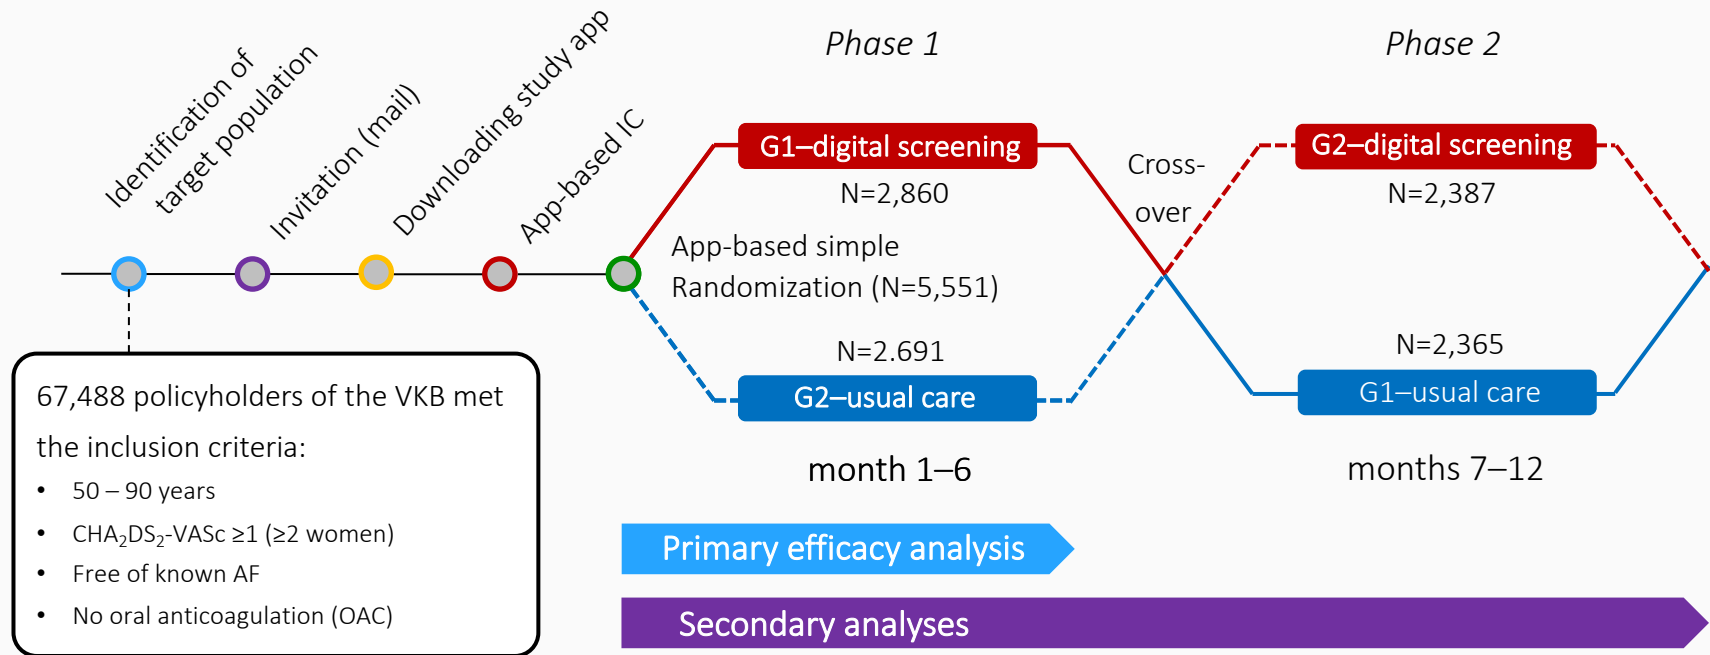 Identification of
target population
Invitation (mail)
Downloading study app
App-based IC
Phase 1
G1–digital screening
N=2,860
App-based simple
Randomization (N=5,551)
N=2.691
G2–usual care
month 1–6
Cross-
over
Phase 2
G2–digital screening
N=2,387
N=2,365
G1–usual care
months 7–12
67,488 policyholders of the VKB met
the inclusion criteria:
• 50 – 90 years
• CHA₂DS₂-VASc ≥1 (≥2 women)
• Free of known AF
• No oral anticoagulation (OAC)
Primary efficacy analysis
Secondary analyses